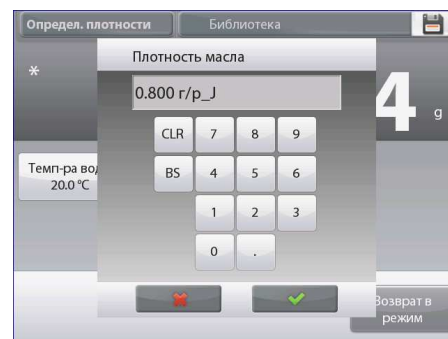 Определ. плотности Библиотека
Плотность масла
*
0.800 г/р_J
4 g
CLR 7 8 9
Темп-ра вод
20.0 °C
BS 4 5 6
1 2 3
0 .
Возврат в
режим